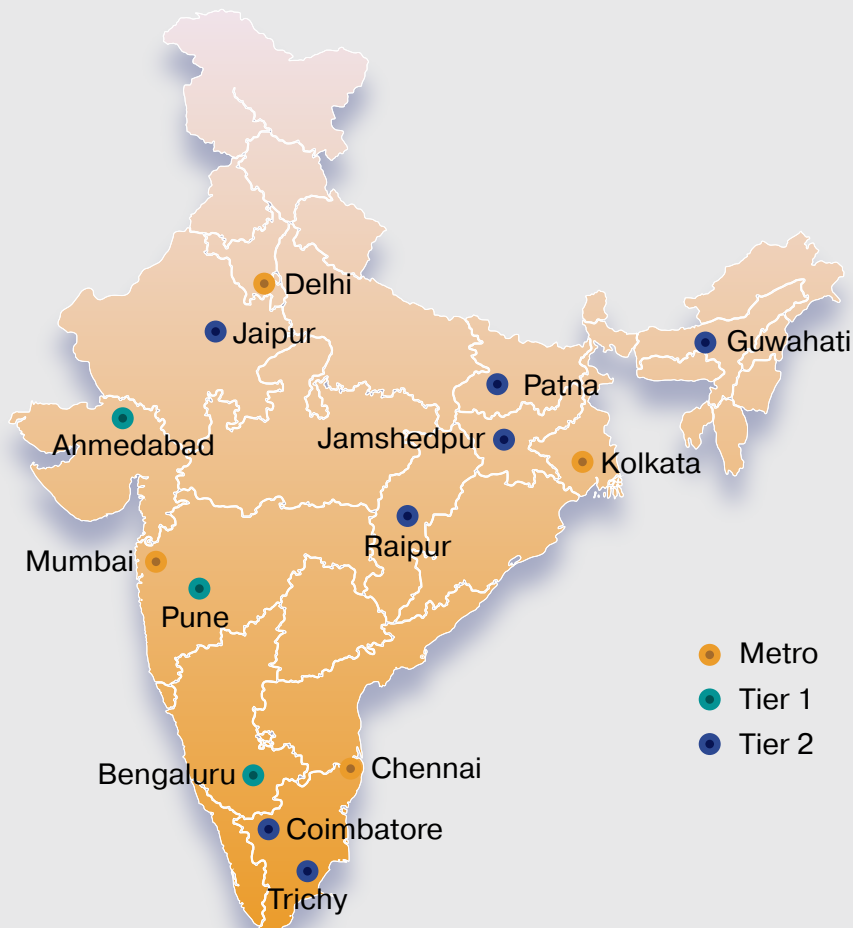 Delhi
Jaipur
Guwahati
Patna
Ahmedabad
Jamshedpur
Kolkata
Raipur
Mumbai
Pune
Metro
Tier 1
Tier 2
Bengaluru
Chennai
Coimbatore
Trichy